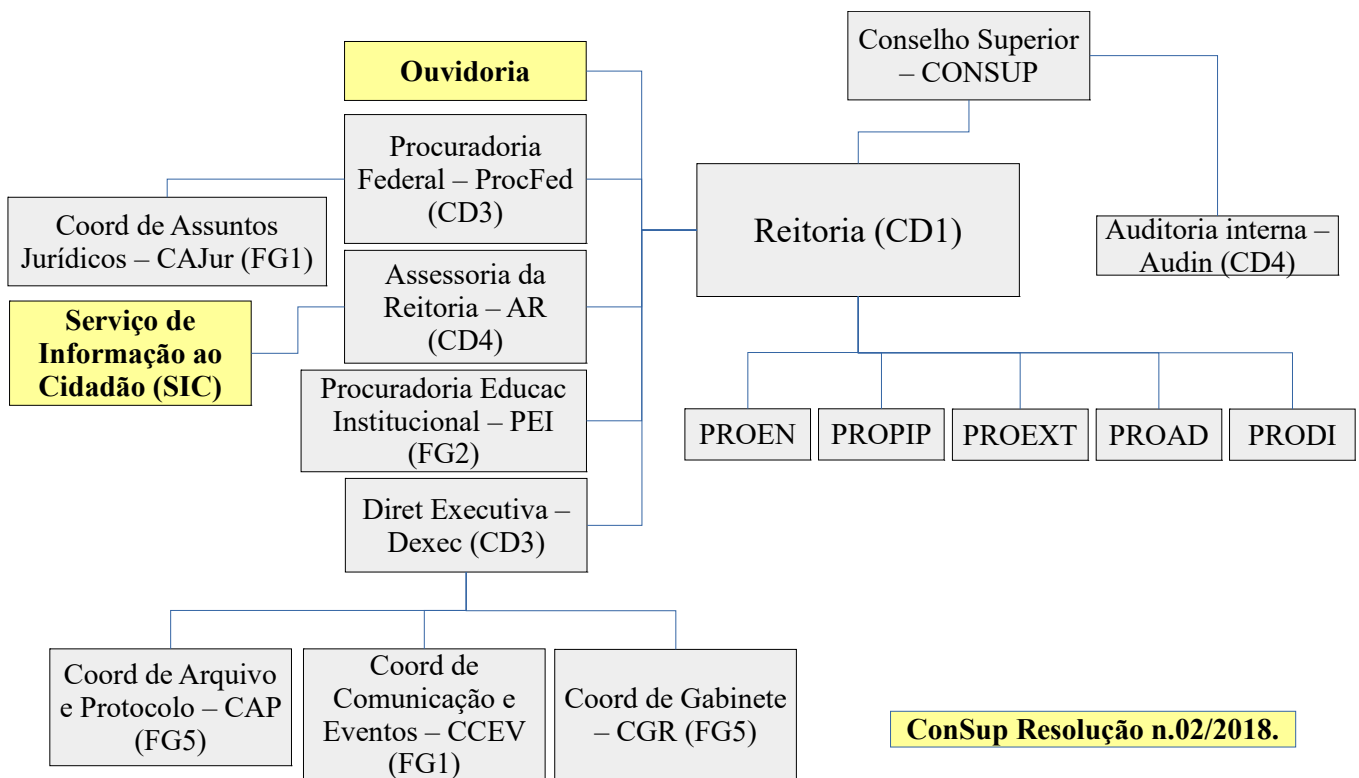 Conselho Superior
– CONSUP
Ouvidoria
Procuradoria
Federal – ProcFed
(CD3)
Coord de Assuntos
Jurídicos – CAJur (FG1)
Reitoria (CD1)
Auditoria interna –
Audin (CD4)
Assessoria da
Reitoria – AR
(CD4)
Serviço de
Informação ao
Cidadão (SIC)
Procuradoria Educac
Institucional – PEI
(FG2)
PROEN
PROPIP
PROEXT
PROAD
PRODI
Diret Executiva –
Dexec (CD3)
Coord de Arquivo
e Protocolo – CAP
(FG5)
Coord de
Comunicação e
Eventos – CCEV
(FG1)
Coord de Gabinete
– CGR (FG5)
ConSup Resolução n.02/2018.